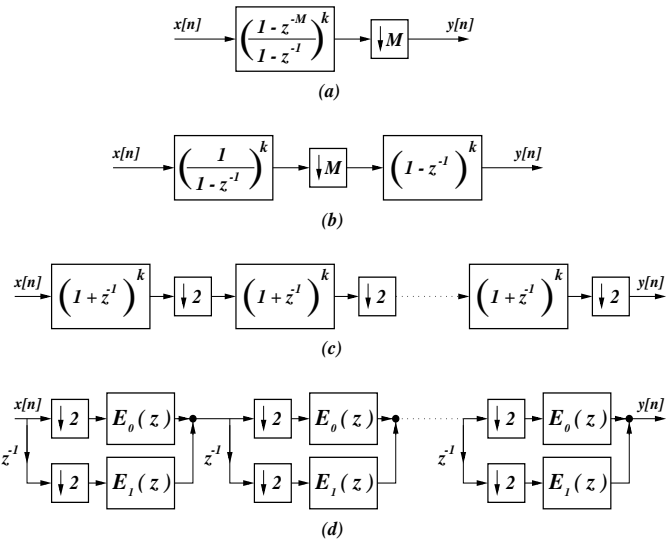 x[n] ( (1 - z^-M) / (1 - z^-1) )^k ↓M y[n]
(a)
x[n] ( 1 / (1 - z^-1) )^k ↓M (1 - z^-1)^k y[n]
(b)
x[n] (1 + z^-1)^k ↓2 (1 + z^-1)^k ↓2 (1 + z^-1)^k ↓2 y[n]
(c)
x[n] ↓2 E_0(z) ↓2 E_0(z) ↓2 E_0(z) y[n]
z^-1 ↓2 E_1(z) z^-1 ↓2 E_1(z) z^-1 ↓2 E_1(z)
(d)